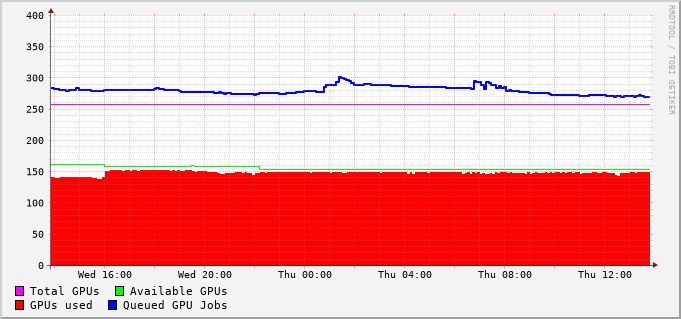 400
350
300
250
200
150
100
50
0
Wed 16:00 Wed 20:00 Thu 00:00 Thu 04:00 Thu 08:00 Thu 12:00
Total GPUs Available GPUs
GPUs used Queued GPU Jobs
RRDTOOL / TOBI OETIKER